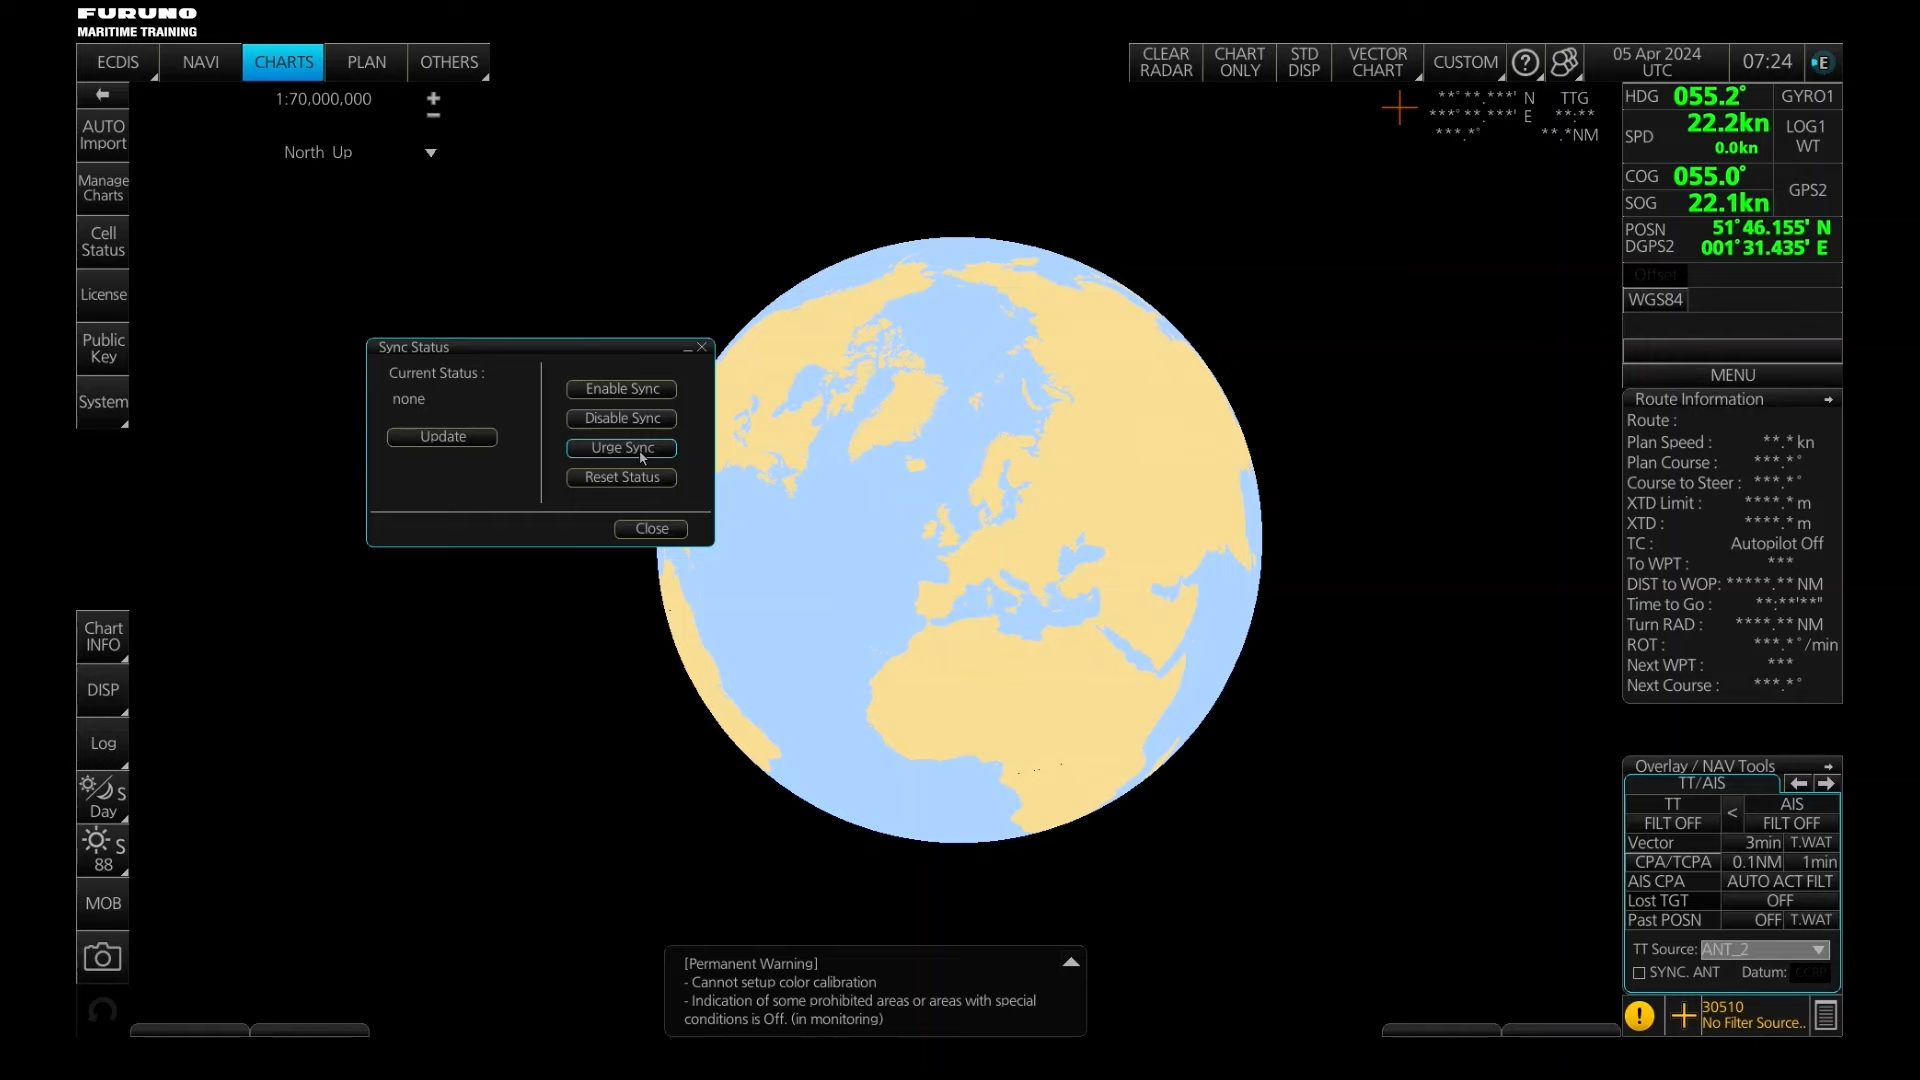 FURUNO
MARITIME TRAINING
ECDIS NAVI CHARTS PLAN OTHERS
CLEAR RADAR
CHART ONLY
STD DISP
VECTOR CHART
CUSTOM
?
05 Apr 2024
UTC
07:24
E
1:70,000,000
North Up
AUTO
Import
Manage
Charts
Cell
Status
License
Public
Key
System
**°**.***' N
***°**.***' E
***.*°
TTG
**:**
**.*NM
HDG 055.2° GYRO1
SPD 22.2kn LOG1
0.0kn WT
COG 055.0° GPS2
SOG 22.1kn
POSN 51°46.155' N
DGPS2 001°31.435' E
Offset
WGS84
MENU
Route Information
Route :
Plan Speed : **.* kn
Plan Course : ***.*°
Course to Steer : ***.*°
XTD Limit : ****.* m
XTD : ****.* m
TC : Autopilot Off
To WPT : ***
DIST to WOP: *****.** NM
Time to Go : **:**'**"
Turn RAD : ****.** NM
ROT : ***.*°/min
Next WPT : ***
Next Course : ***.*°
Sync Status
Current Status :
none
Update
Enable Sync
Disable Sync
Urge Sync
Reset Status
Close
Chart
INFO
DISP
Log
S
Day
S
88
MOB
[Permanent Warning]
- Cannot setup color calibration
- Indication of some prohibited areas or areas with special
conditions is Off. (in monitoring)
Overlay / NAV Tools
TT/AIS
TT < AIS
FILT OFF FILT OFF
Vector 3min T.WAT
CPA/TCPA 0.1NM 1min
AIS CPA AUTO ACT FILT
Lost TGT OFF
Past POSN OFF T.WAT
TT Source: ANT_2
SYNC. ANT Datum:
30510
No Filter Source..